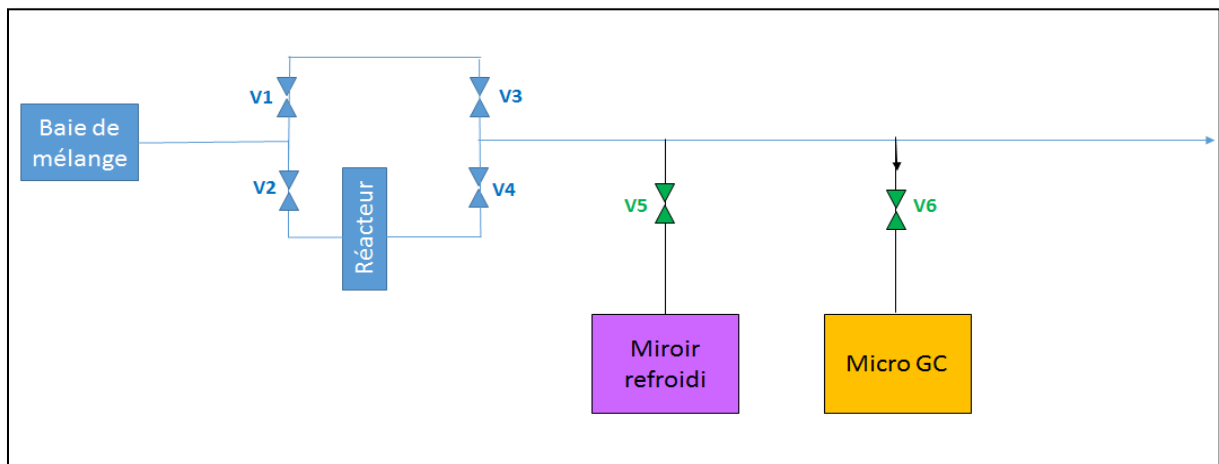 V1
V3
Baie de
mélange
V2
V4
Réacteur
V5
V6
Miroir
refroidi
Micro GC